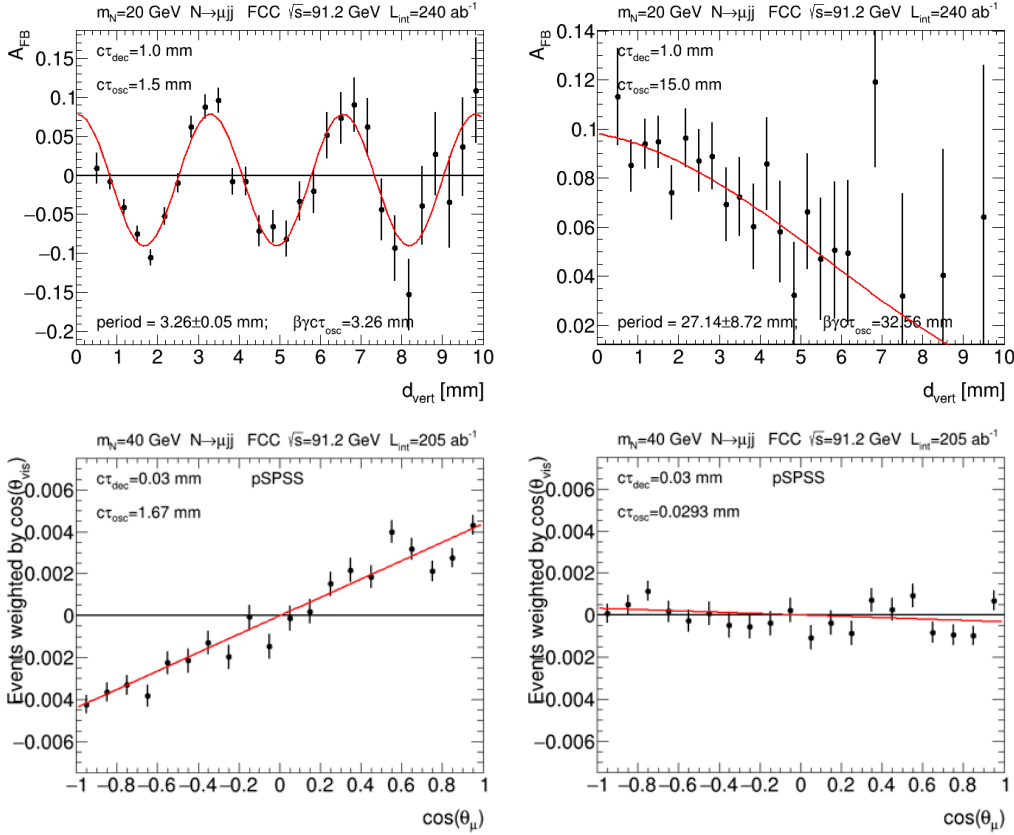 m_N=20 GeV N→μjj FCC √s=91.2 GeV L_int=240 ab⁻¹
A_FB
cτ_dec=1.0 mm
cτ_osc=1.5 mm
0.15
0.1
0.05
0
−0.05
−0.1
−0.15
−0.2
period = 3.26±0.05 mm; βγcτ_osc=3.26 mm
0 1 2 3 4 5 6 7 8 9 10
d_vert [mm]
m_N=20 GeV N→μjj FCC √s=91.2 GeV L_int=240 ab⁻¹
A_FB
cτ_dec=1.0 mm
cτ_osc=15.0 mm
0.14
0.12
0.1
0.08
0.06
0.04
0.02
period = 27.14±8.72 mm; βγcτ_osc=32.56 mm
0 1 2 3 4 5 6 7 8 9 10
d_vert [mm]
m_N=40 GeV N→μjj FCC √s=91.2 GeV L_int=205 ab⁻¹
Events weighted by cos(θ_vis)
cτ_dec=0.03 mm pSPSS
cτ_osc=1.67 mm
0.006
0.004
0.002
0
−0.002
−0.004
−0.006
−1 −0.8 −0.6 −0.4 −0.2 0 0.2 0.4 0.6 0.8 1
cos(θ_μ)
m_N=40 GeV N→μjj FCC √s=91.2 GeV L_int=205 ab⁻¹
Events weighted by cos(θ_vis)
cτ_dec=0.03 mm pSPSS
cτ_osc=0.0293 mm
0.006
0.004
0.002
0
−0.002
−0.004
−0.006
−1 −0.8 −0.6 −0.4 −0.2 0 0.2 0.4 0.6 0.8 1
cos(θ_μ)